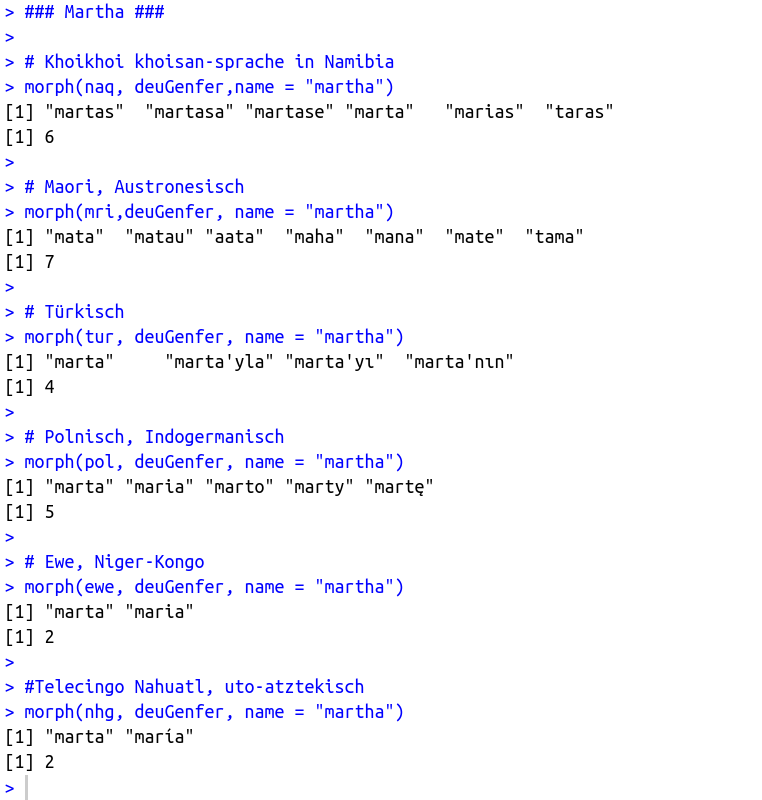 > ### Martha ###
>
> # Khoikhoi khoisan-sprache in Namibia
> morph(naq, deuGenfer,name = "martha")
[1] "martas"  "martasa" "martase" "marta"   "marias"  "taras"
[1] 6
>
> # Maori, Austronesisch
> morph(mri,deuGenfer, name = "martha")
[1] "mata"  "matau" "aata"  "maha"  "mana"  "mate"  "tama"
[1] 7
>
> # Türkisch
> morph(tur, deuGenfer, name = "martha")
[1] "marta"     "marta'yla" "marta'yı"  "marta'nın"
[1] 4
>
> # Polnisch, Indogermanisch
> morph(pol, deuGenfer, name = "martha")
[1] "marta" "maria" "marto" "marty" "martę"
[1] 5
>
> # Ewe, Niger-Kongo
> morph(ewe, deuGenfer, name = "martha")
[1] "marta" "maria"
[1] 2
>
> #Telecingo Nahuatl, uto-atztekisch
> morph(nhg, deuGenfer, name = "martha")
[1] "marta" "maría"
[1] 2
>